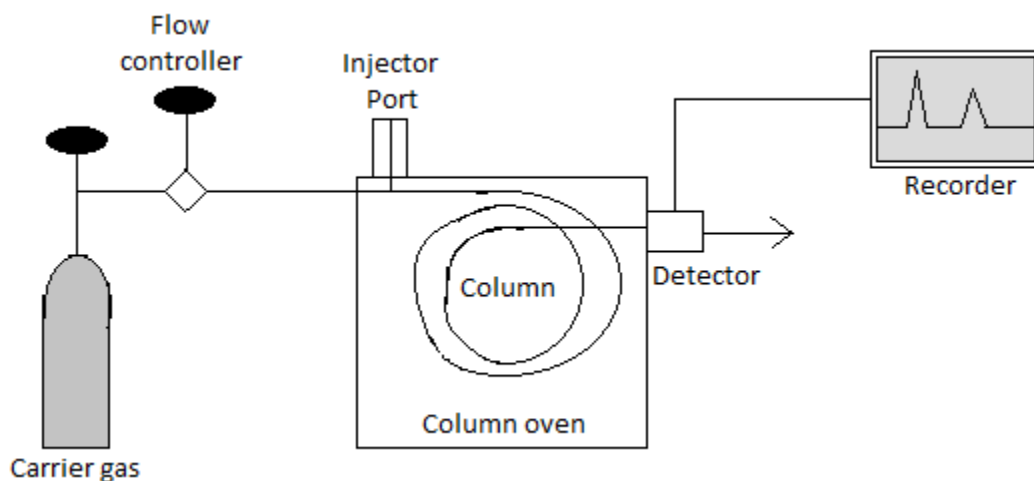 Flow
controller
Injector
Port
Recorder
Detector
Column
Column oven
Carrier gas